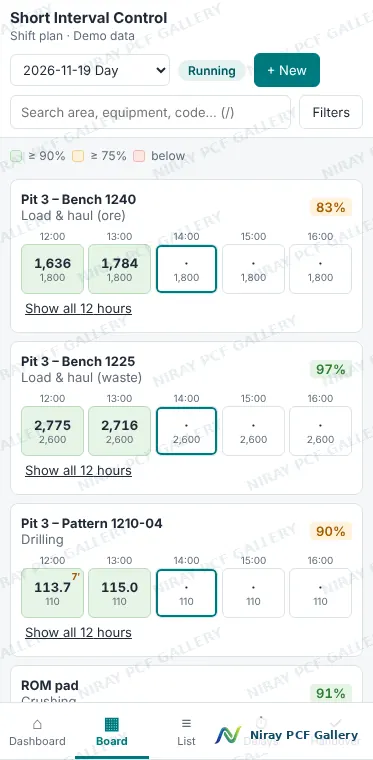 Short Interval Control
Shift plan · Demo data
2026-11-19 Day
Running
+ New
Search area, equipment, code... (/)
Filters
≥ 90% ≥ 75% below
Pit 3 – Bench 1240
Load & haul (ore)
83%
12:00 13:00 14:00 15:00 16:00
1,636 1,784 · · ·
1,800 1,800 1,800 1,800 1,800
Show all 12 hours
Pit 3 – Bench 1225
Load & haul (waste)
97%
12:00 13:00 14:00 15:00 16:00
2,775 2,716 · · ·
2,600 2,600 2,600 2,600 2,600
Show all 12 hours
Pit 3 – Pattern 1210-04
Drilling
90%
12:00 13:00 14:00 15:00 16:00
7'
113.7 115.0 · · ·
110 110 110 110 110
Show all 12 hours
ROM pad
Crushing
91%
Dashboard Board List Delays Handover
Niray PCF Gallery
NIRAY PCF GALLERY